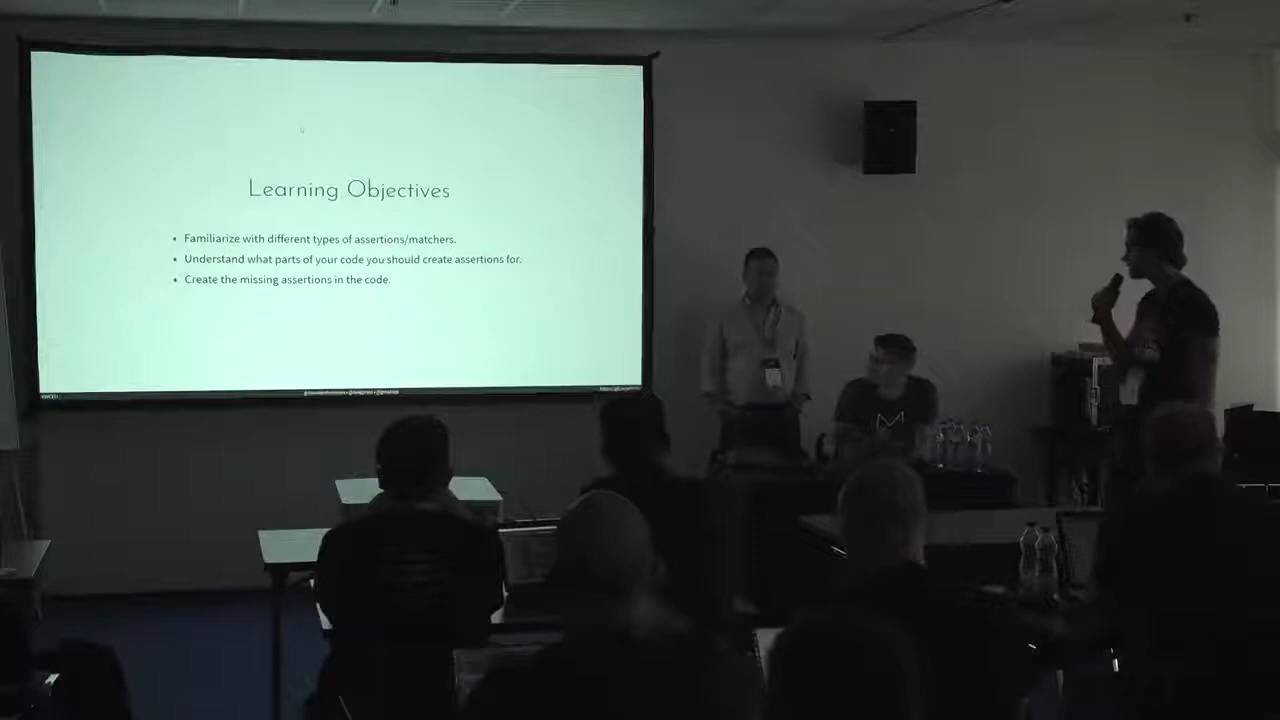 Learning Objectives
• Familiarize with different types of assertions/matchers.
• Understand what parts of your code you should create assertions for.
• Create the missing assertions in the code.
M